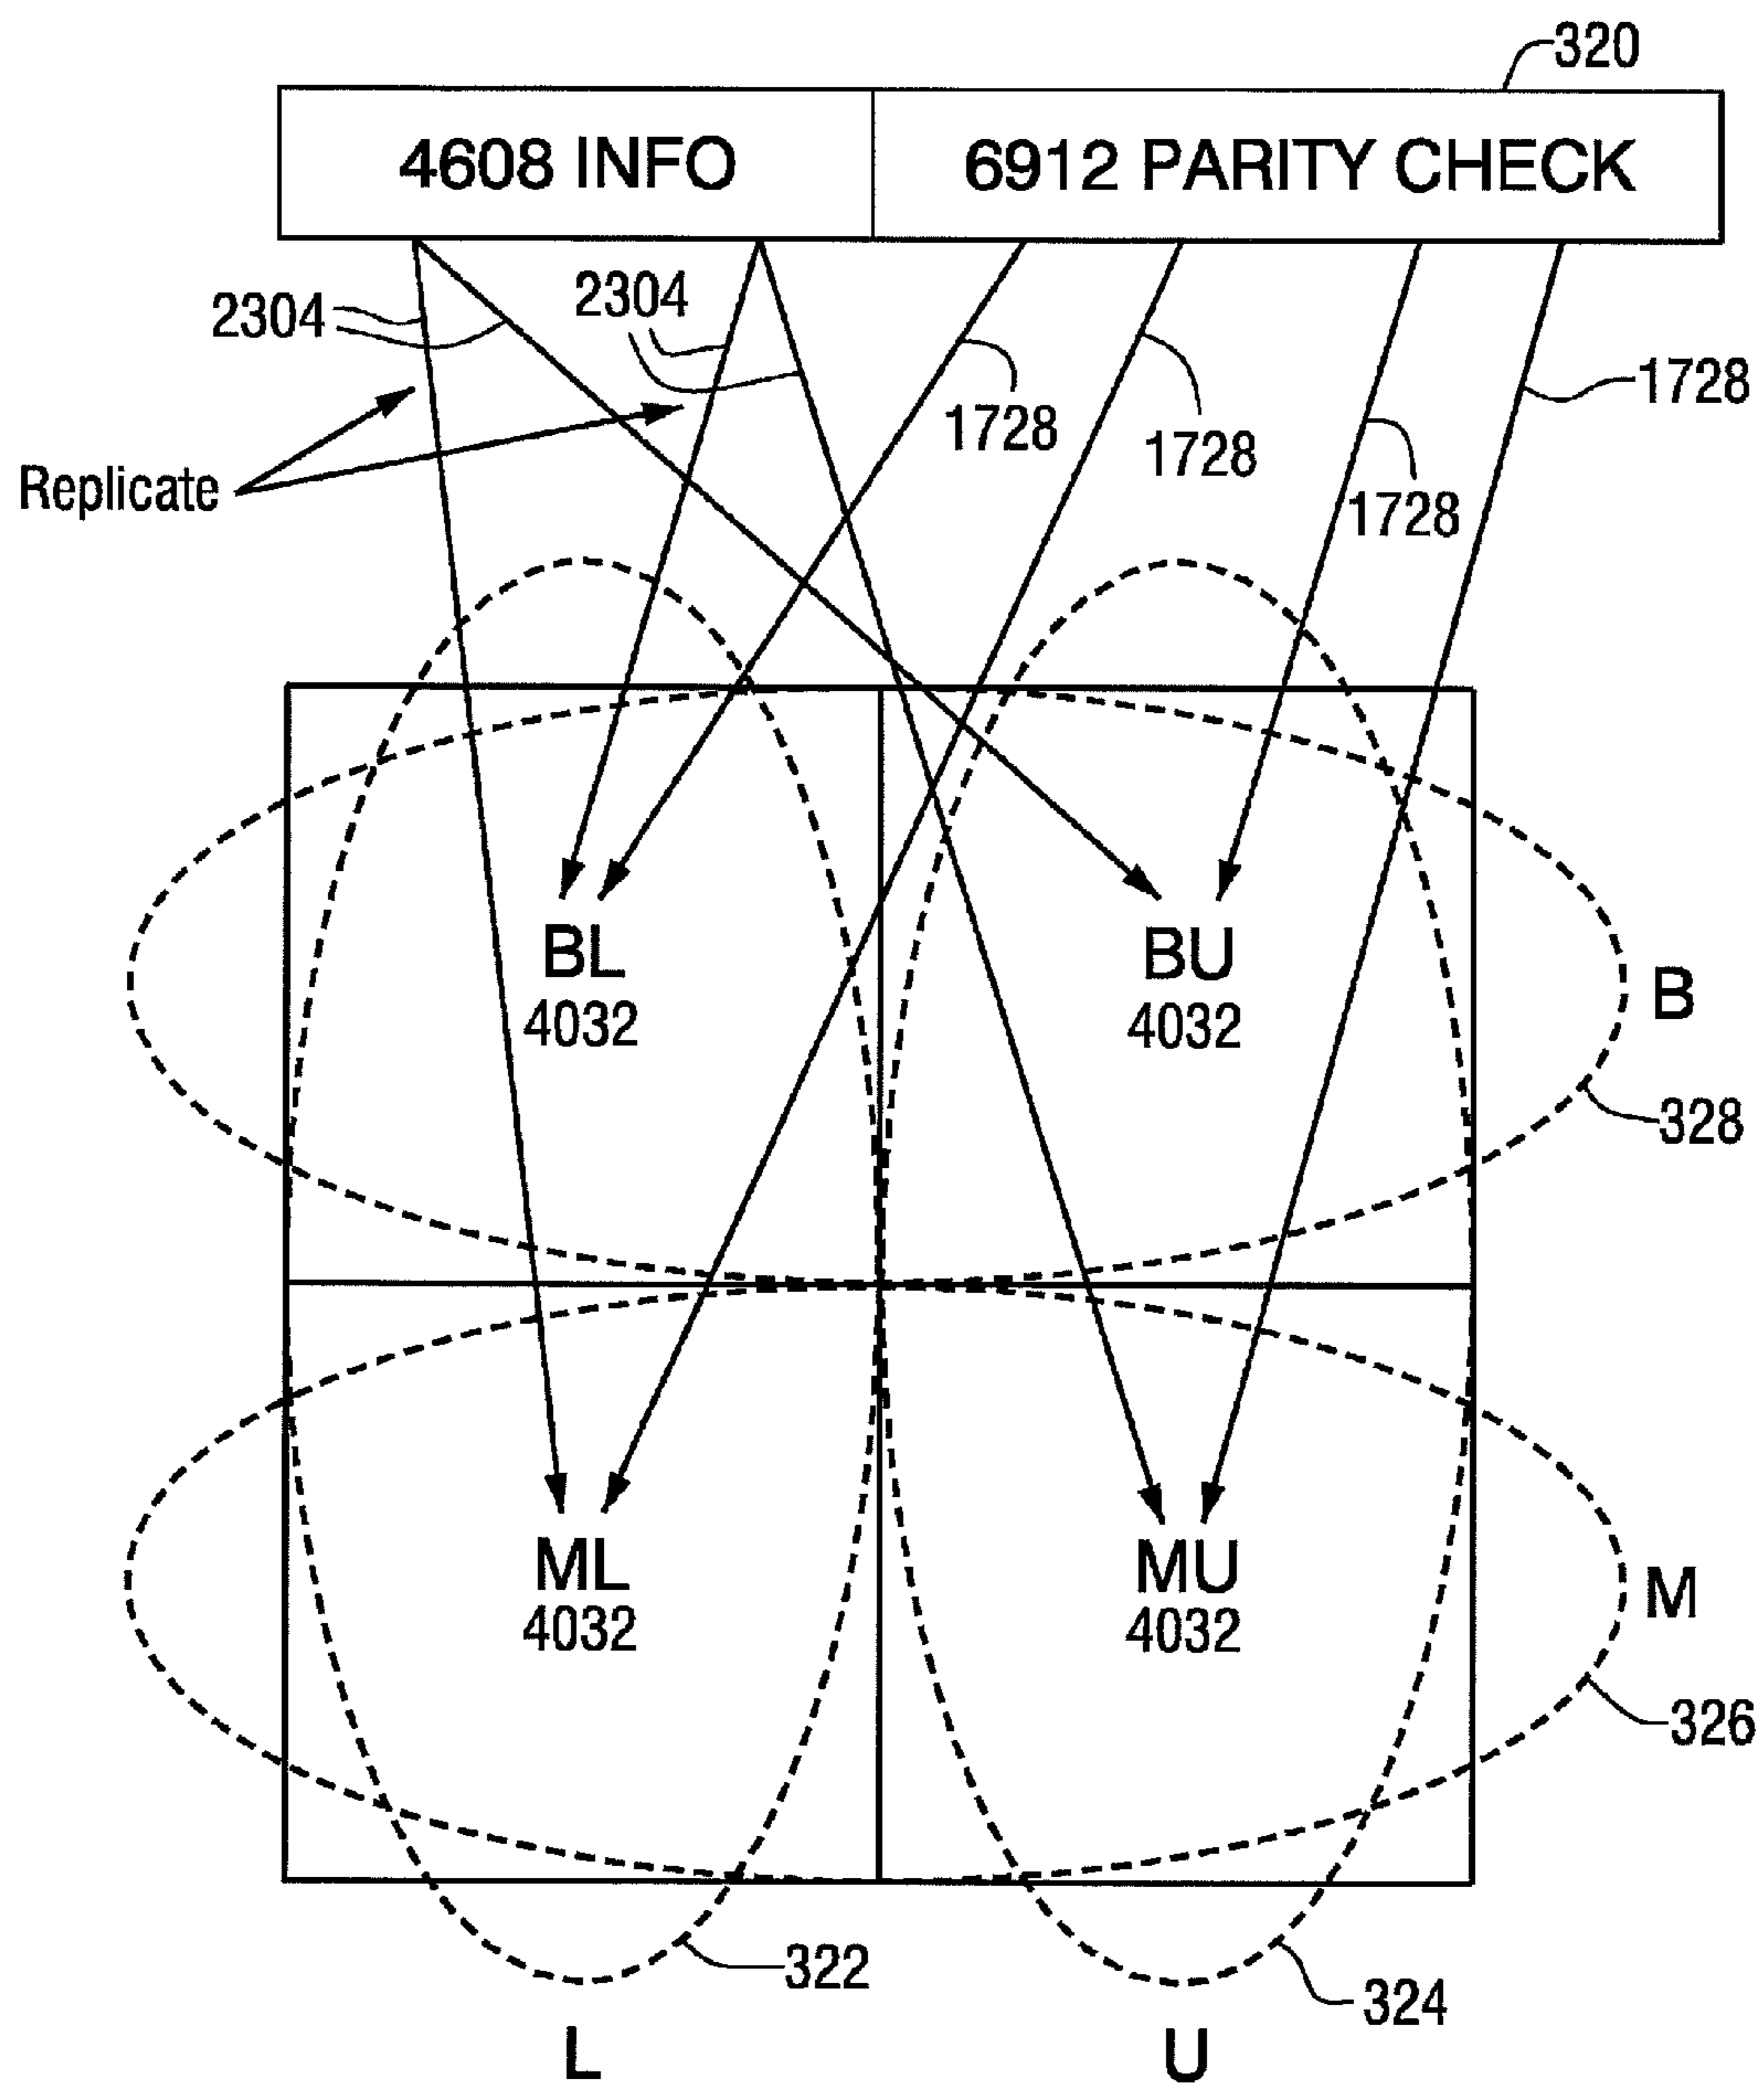 320
4608 INFO
6912 PARITY CHECK
2304
2304
1728
1728
1728
1728
Replicate
BL
4032
BU
4032
B
328
ML
4032
MU
4032
M
326
322
324
L
U